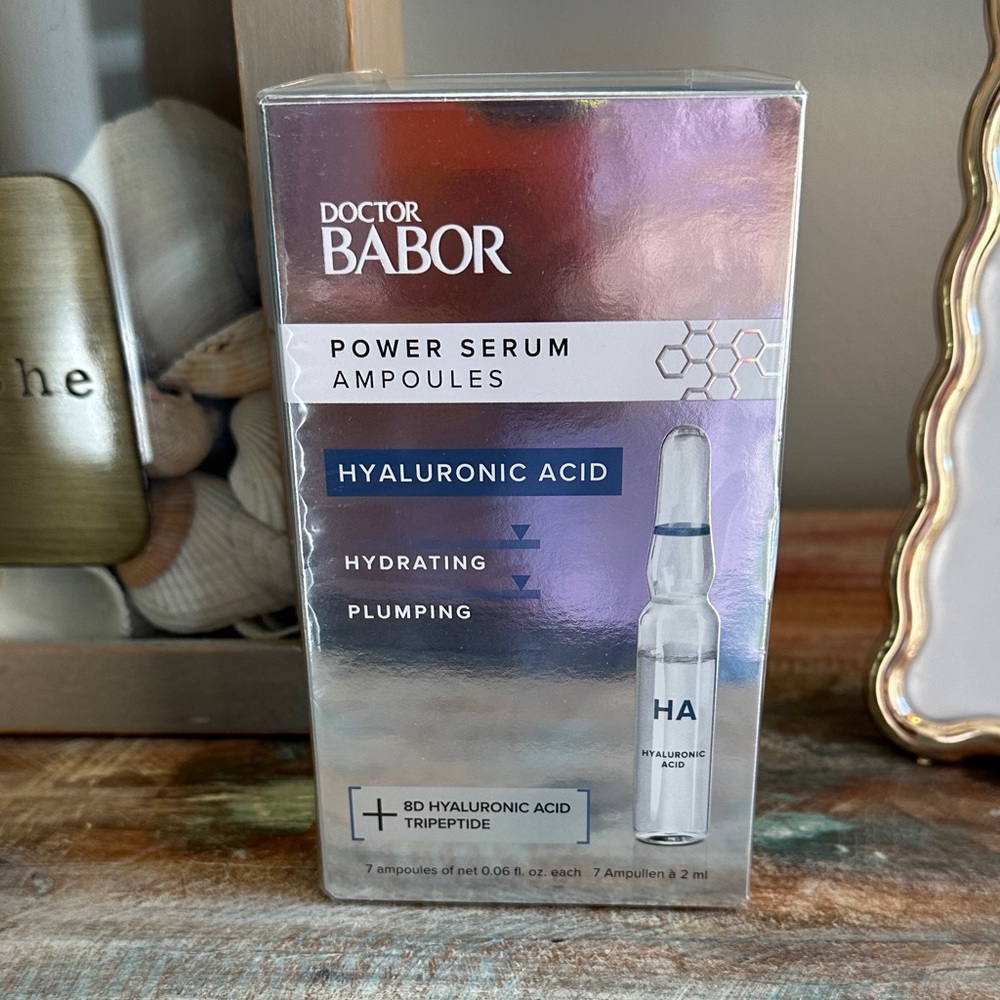 DOCTOR
BABOR
POWER SERUM
AMPOULES
HYALURONIC ACID
HYDRATING
PLUMPING
HA
HYALURONIC
ACID
+ 8D HYALURONIC ACID
TRIPEPTIDE
7 ampoules of net 0.06 fl. oz. each 7 Ampullen à 2 ml
he